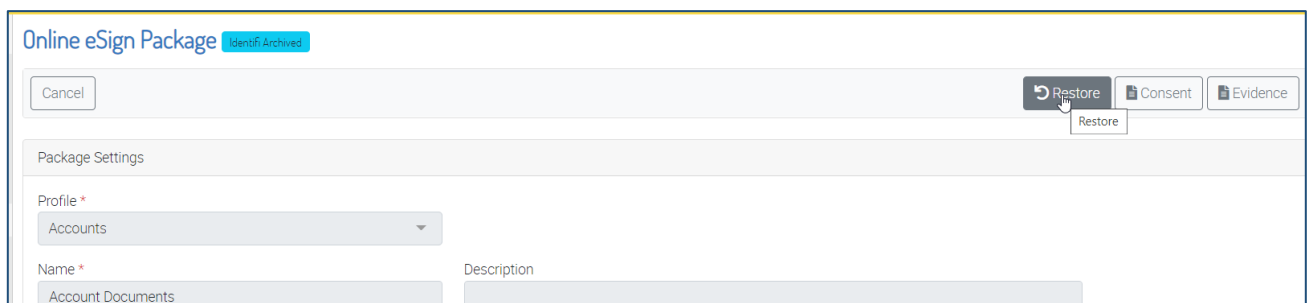 Online eSign Package Identifi Archived
Cancel Restore Consent Evidence
Restore
Package Settings
Profile *
Accounts
Name * Description
Account Documents